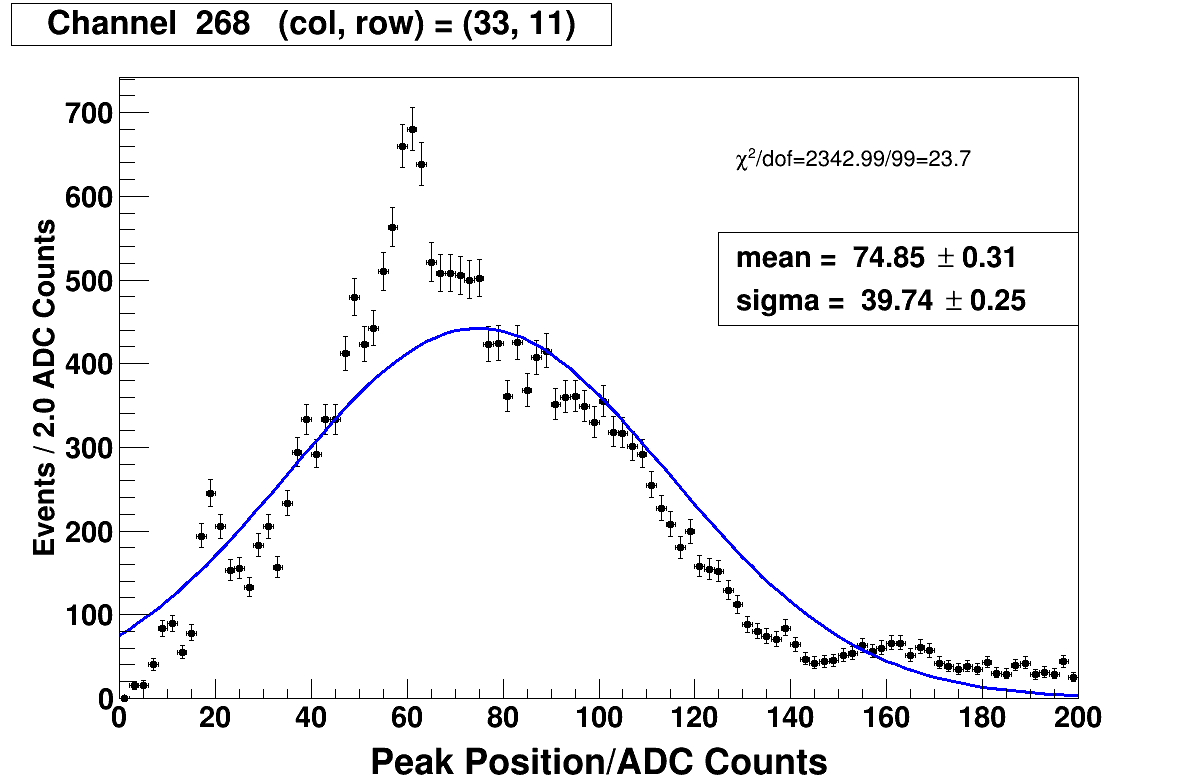 Channel 268 (col, row) = (33, 11)
χ²/dof=2342.99/99=23.7
mean = 74.85 ± 0.31
sigma = 39.74 ± 0.25
Events / 2.0 ADC Counts
700
600
500
400
300
200
100
0
0 20 40 60 80 100 120 140 160 180 200
Peak Position/ADC Counts